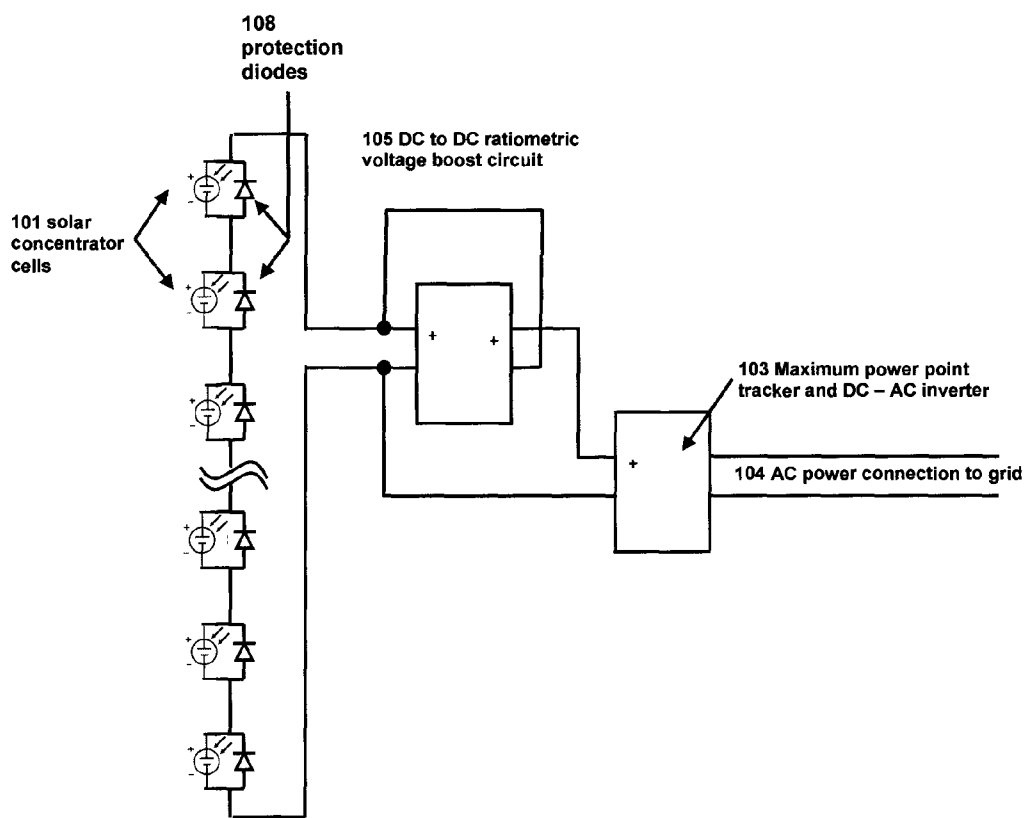 108
protection
diodes
105 DC to DC ratiometric
voltage boost circuit
101 solar
concentrator
cells
103 Maximum power point
tracker and DC – AC inverter
104 AC power connection to grid
+
-
+
-
+
-
+
-
+
-
+
-
+
+
+